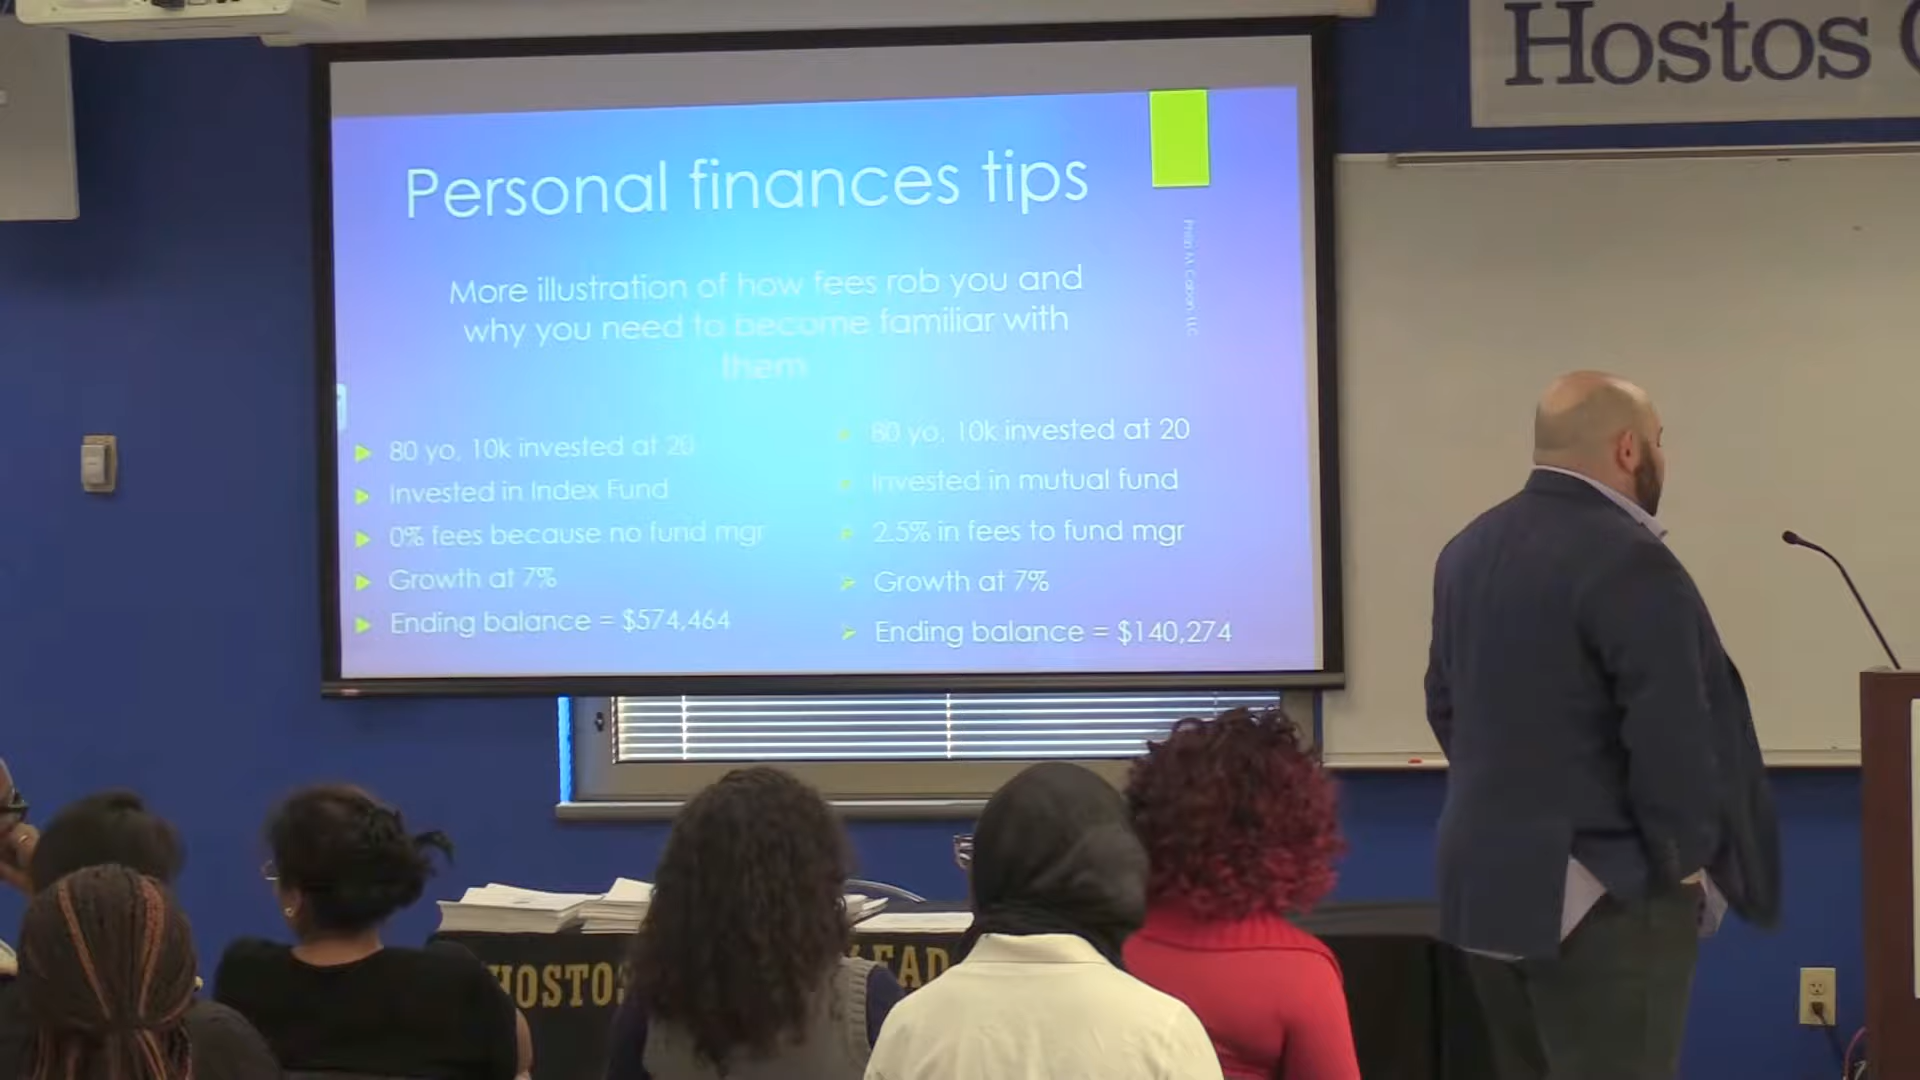 Hostos
Personal finances tips
More illustration of how fees rob you and
why you need to become familiar with
them
80 yo, 10k invested at 20
Invested in Index Fund
0% fees because no fund mgr
Growth at 7%
Ending balance = $574,464
80 yo, 10k invested at 20
Invested in mutual fund
2.5% in fees to fund mgr
Growth at 7%
Ending balance = $140,274
HOSTOS EAD